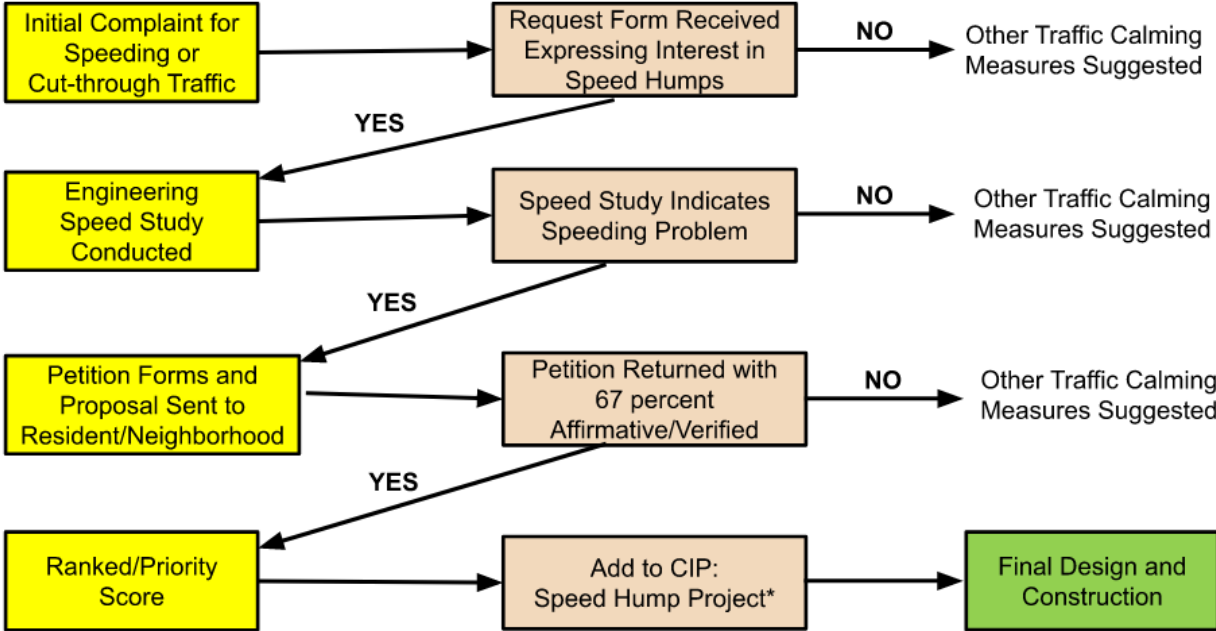 Initial Complaint for
Speeding or
Cut-through Traffic
Request Form Received
Expressing Interest in
Speed Humps
NO
Other Traffic Calming
Measures Suggested
YES
Engineering
Speed Study
Conducted
Speed Study Indicates
Speeding Problem
NO
Other Traffic Calming
Measures Suggested
YES
Petition Forms and
Proposal Sent to
Resident/Neighborhood
Petition Returned with
67 percent
Affirmative/Verified
NO
Other Traffic Calming
Measures Suggested
YES
Ranked/Priority
Score
Add to CIP:
Speed Hump Project*
Final Design and
Construction